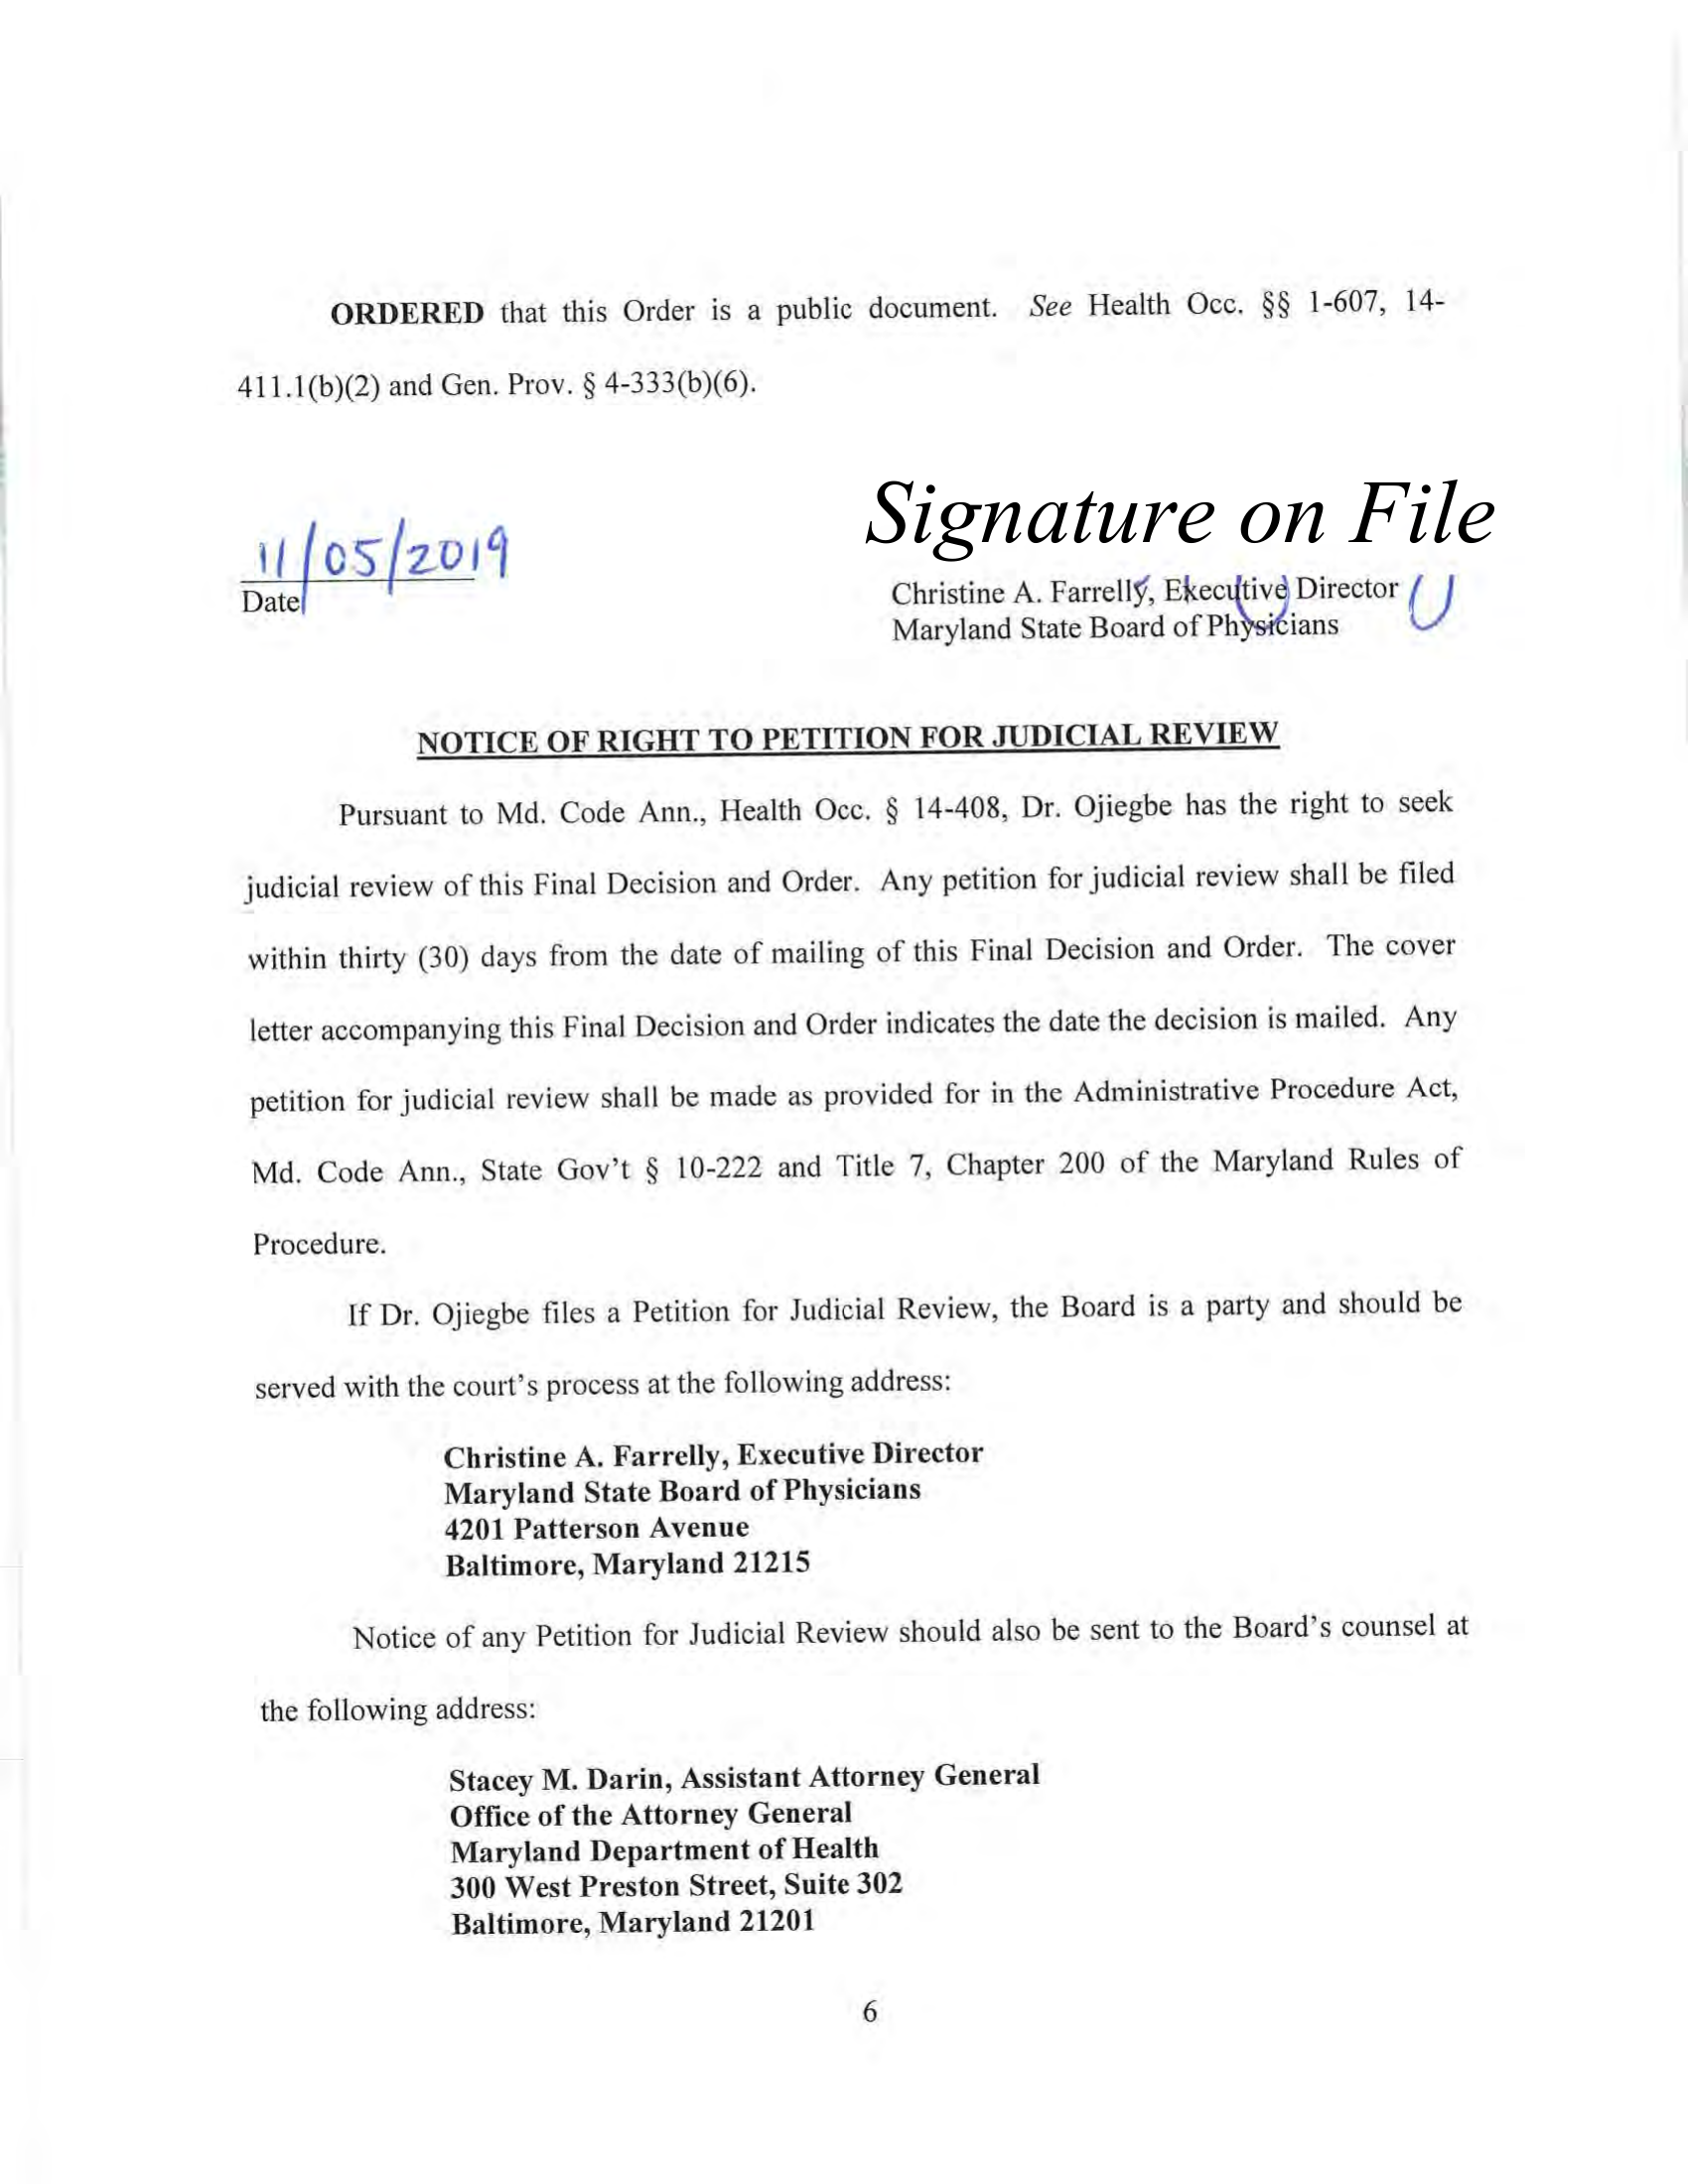 ORDERED that this Order is a public document. See Health Occ. §§ 1-607, 14-
411.1(b)(2) and Gen. Prov. § 4-333(b)(6).
Signature on File
11/05/2019
Date
Christine A. Farrelly, Executive Director
Maryland State Board of Physicians
NOTICE OF RIGHT TO PETITION FOR JUDICIAL REVIEW
Pursuant to Md. Code Ann., Health Occ. § 14-408, Dr. Ojiegbe has the right to seek
judicial review of this Final Decision and Order. Any petition for judicial review shall be filed
within thirty (30) days from the date of mailing of this Final Decision and Order. The cover
letter accompanying this Final Decision and Order indicates the date the decision is mailed. Any
petition for judicial review shall be made as provided for in the Administrative Procedure Act,
Md. Code Ann., State Gov't § 10-222 and Title 7, Chapter 200 of the Maryland Rules of
Procedure.
If Dr. Ojiegbe files a Petition for Judicial Review, the Board is a party and should be
served with the court's process at the following address:
Christine A. Farrelly, Executive Director
Maryland State Board of Physicians
4201 Patterson Avenue
Baltimore, Maryland 21215
Notice of any Petition for Judicial Review should also be sent to the Board's counsel at
the following address:
Stacey M. Darin, Assistant Attorney General
Office of the Attorney General
Maryland Department of Health
300 West Preston Street, Suite 302
Baltimore, Maryland 21201
6